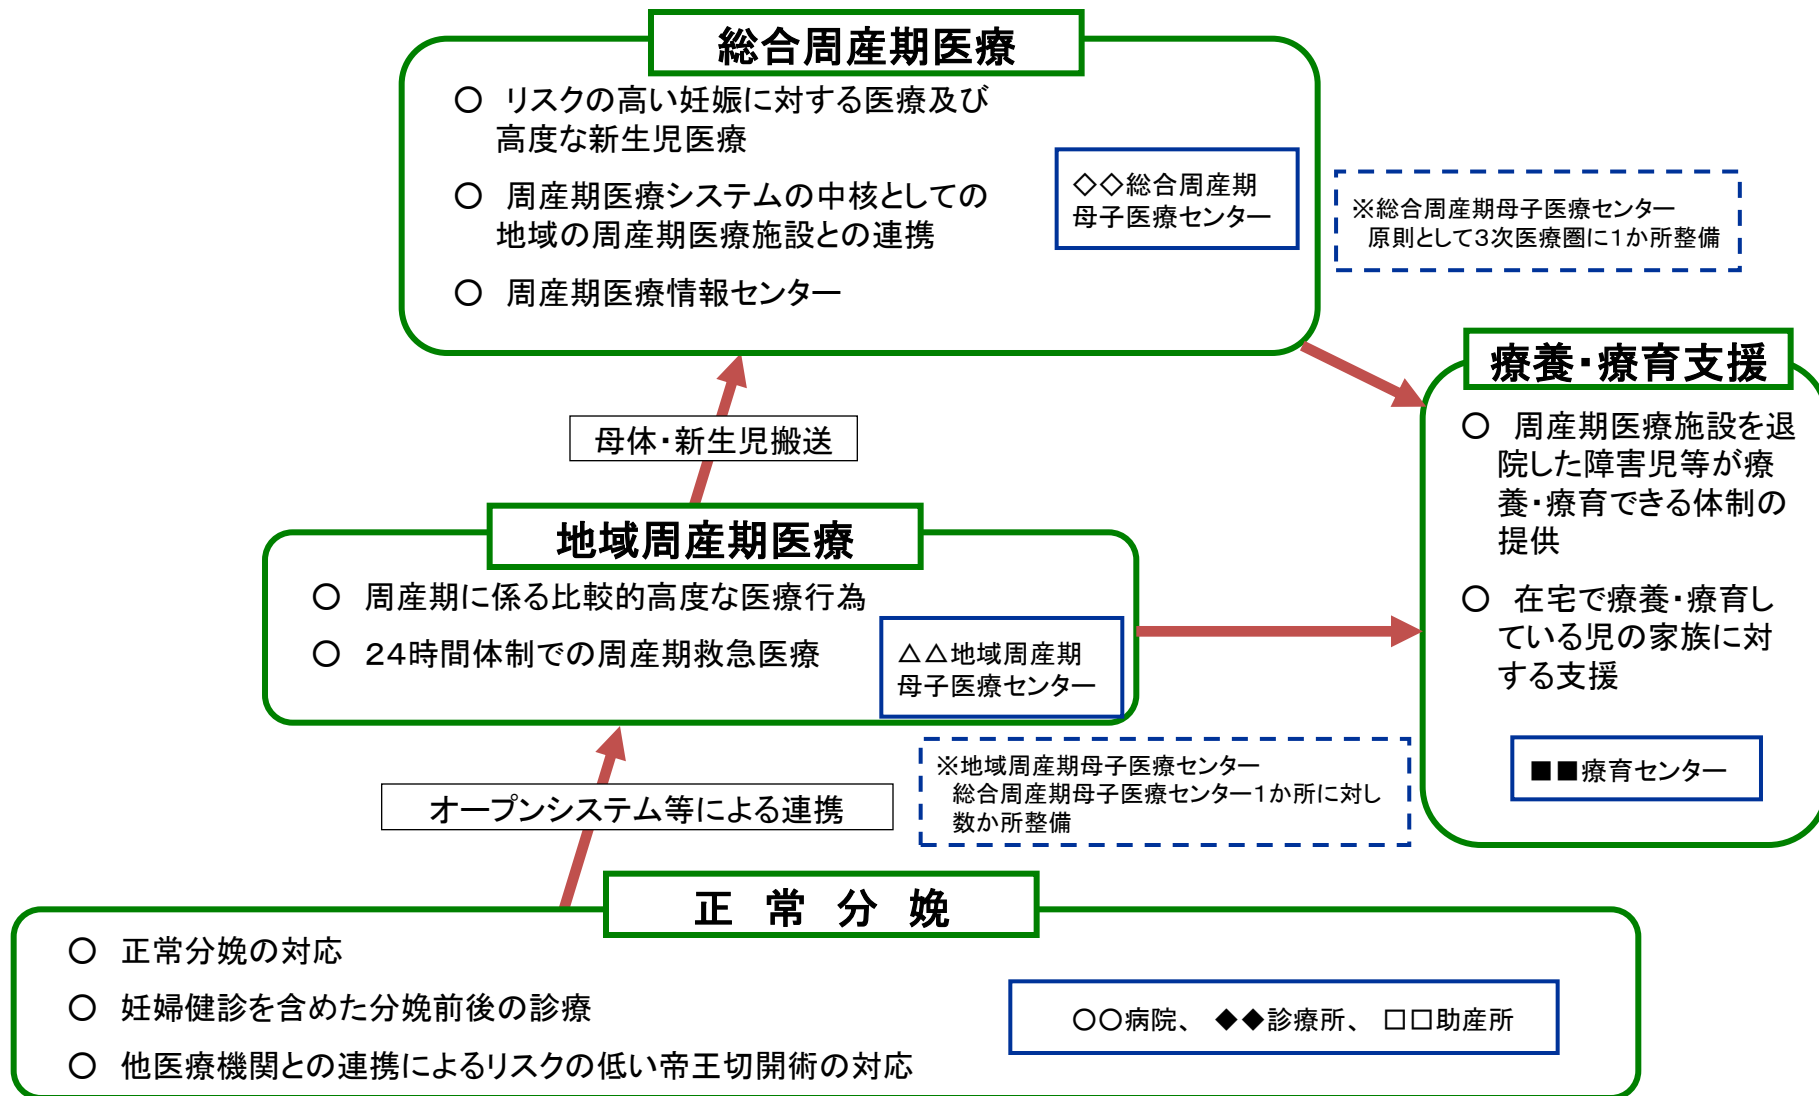 総合周産期医療
○ リスクの高い妊娠に対する医療及び
高度な新生児医療
○ 周産期医療システムの中核としての
地域の周産期医療施設との連携
○ 周産期医療情報センター
◇◇総合周産期
母子医療センター
※総合周産期母子医療センター
原則として3次医療圏に1か所整備
母体・新生児搬送
療養・療育支援
○ 周産期医療施設を退
院した障害児等が療
養・療育できる体制の
提供
○ 在宅で療養・療育し
ている児の家族に対
する支援
■■療育センター
地域周産期医療
○ 周産期に係る比較的高度な医療行為
○ 24時間体制での周産期救急医療
△△地域周産期
母子医療センター
※地域周産期母子医療センター
総合周産期母子医療センター1か所に対し
数か所整備
オープンシステム等による連携
正 常 分 娩
○ 正常分娩の対応
○ 妊婦健診を含めた分娩前後の診療
○ 他医療機関との連携によるリスクの低い帝王切開術の対応
○○病院、 ◆◆診療所、 □□助産所